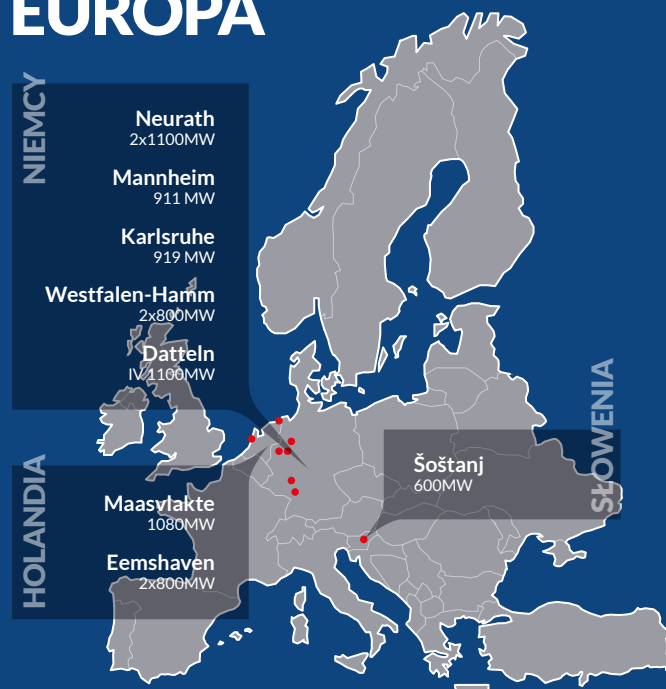 EUROPA
NIEMCY
Neurath
2x1100MW
Mannheim
911 MW
Karlsruhe
919 MW
Westfalen-Hamm
2x800MW
Datteln
IV 1100MW
HOLANDIA
Maasvlakte
1080MW
Eemshaven
2x800MW
SŁOWENIA
Šoštanj
600MW